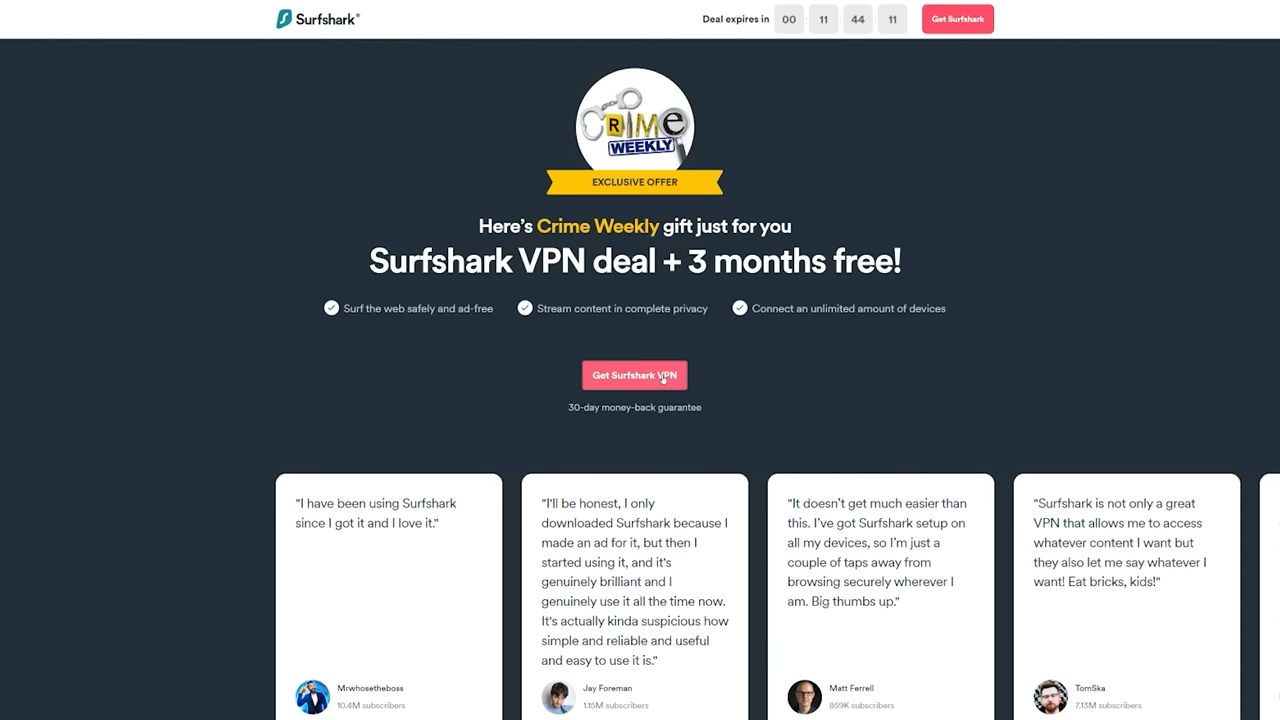 Surfshark®
Deal expires in 00 11 44 11
Get Surfshark
CRIMe
WEEKLY
EXCLUSIVE OFFER
Here's Crime Weekly gift just for you
Surfshark VPN deal + 3 months free!
Surf the web safely and ad-free
Stream content in complete privacy
Connect an unlimited amount of devices
Get Surfshark VPN
30-day money-back guarantee
"I have been using Surfshark
since I got it and I love it."
Mrwhosetheboss
10.4M subscribers
"I'll be honest, I only
downloaded Surfshark because I
made an ad for it, but then I
started using it, and it's
genuinely brilliant and I
genuinely use it all the time now.
It's actually kinda suspicious how
simple and reliable and useful
and easy to use it is."
Jay Foreman
1.15M subscribers
"It doesn't get much easier than
this. I've got Surfshark setup on
all my devices, so I'm just a
couple of taps away from
browsing securely wherever I
am. Big thumbs up."
Matt Ferrell
859K subscribers
"Surfshark is not only a great
VPN that allows me to access
whatever content I want but
they also let me say whatever I
want! Eat bricks, kids!"
TomSka
7.13M subscribers